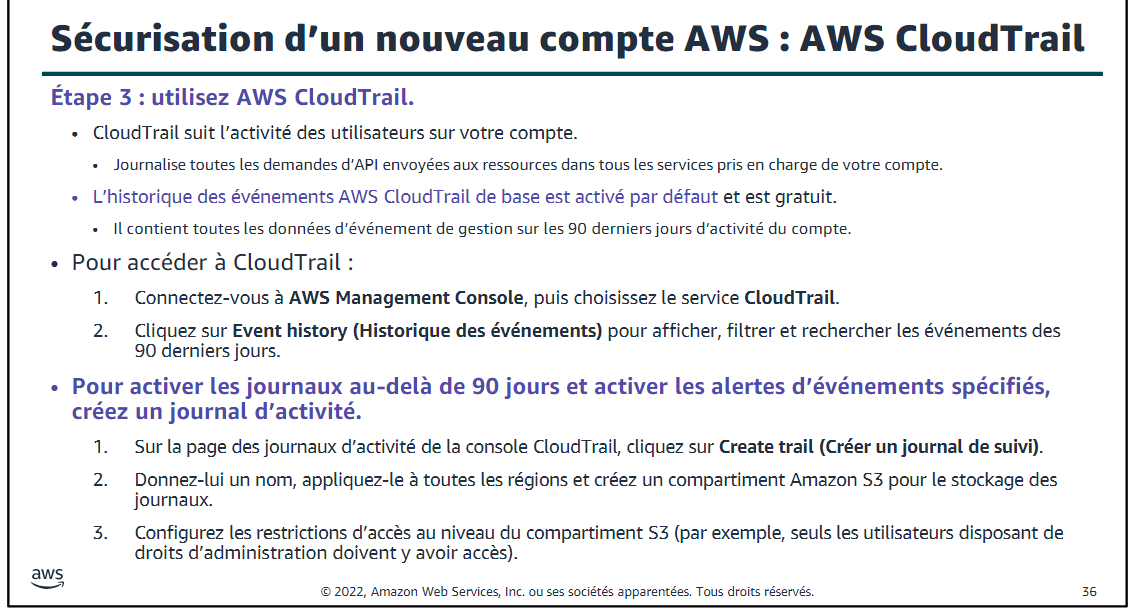 Sécurisation d’un nouveau compte AWS : AWS CloudTrail
Étape 3 : utilisez AWS CloudTrail.
• CloudTrail suit l’activité des utilisateurs sur votre compte.
• Journalise toutes les demandes d’API envoyées aux ressources dans tous les services pris en charge de votre compte.
• L’historique des événements AWS CloudTrail de base est activé par défaut et est gratuit.
• Il contient toutes les données d’événement de gestion sur les 90 derniers jours d’activité du compte.
• Pour accéder à CloudTrail :
1. Connectez-vous à AWS Management Console, puis choisissez le service CloudTrail.
2. Cliquez sur Event history (Historique des événements) pour afficher, filtrer et rechercher les événements des
90 derniers jours.
• Pour activer les journaux au-delà de 90 jours et activer les alertes d’événements spécifiés,
créez un journal d’activité.
1. Sur la page des journaux d’activité de la console CloudTrail, cliquez sur Create trail (Créer un journal de suivi).
2. Donnez-lui un nom, appliquez-le à toutes les régions et créez un compartiment Amazon S3 pour le stockage des
journaux.
3. Configurez les restrictions d’accès au niveau du compartiment S3 (par exemple, seuls les utilisateurs disposant de
droits d’administration doivent y avoir accès).
aws
© 2022, Amazon Web Services, Inc. ou ses sociétés apparentées. Tous droits réservés.
36